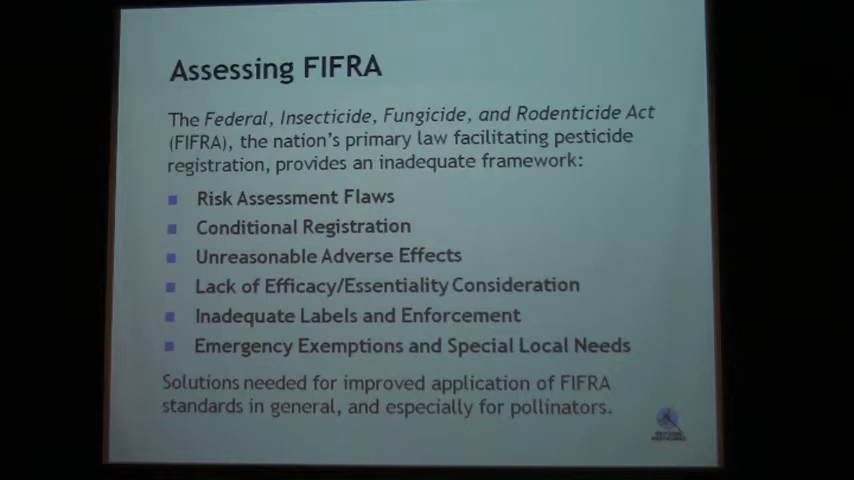 Assessing FIFRA
The Federal, Insecticide, Fungicide, and Rodenticide Act
(FIFRA), the nation's primary law facilitating pesticide
registration, provides an inadequate framework:
Risk Assessment Flaws
Conditional Registration
Unreasonable Adverse Effects
Lack of Efficacy/Essentiality Consideration
Inadequate Labels and Enforcement
Emergency Exemptions and Special Local Needs
Solutions needed for improved application of FIFRA
standards in general, and especially for pollinators.